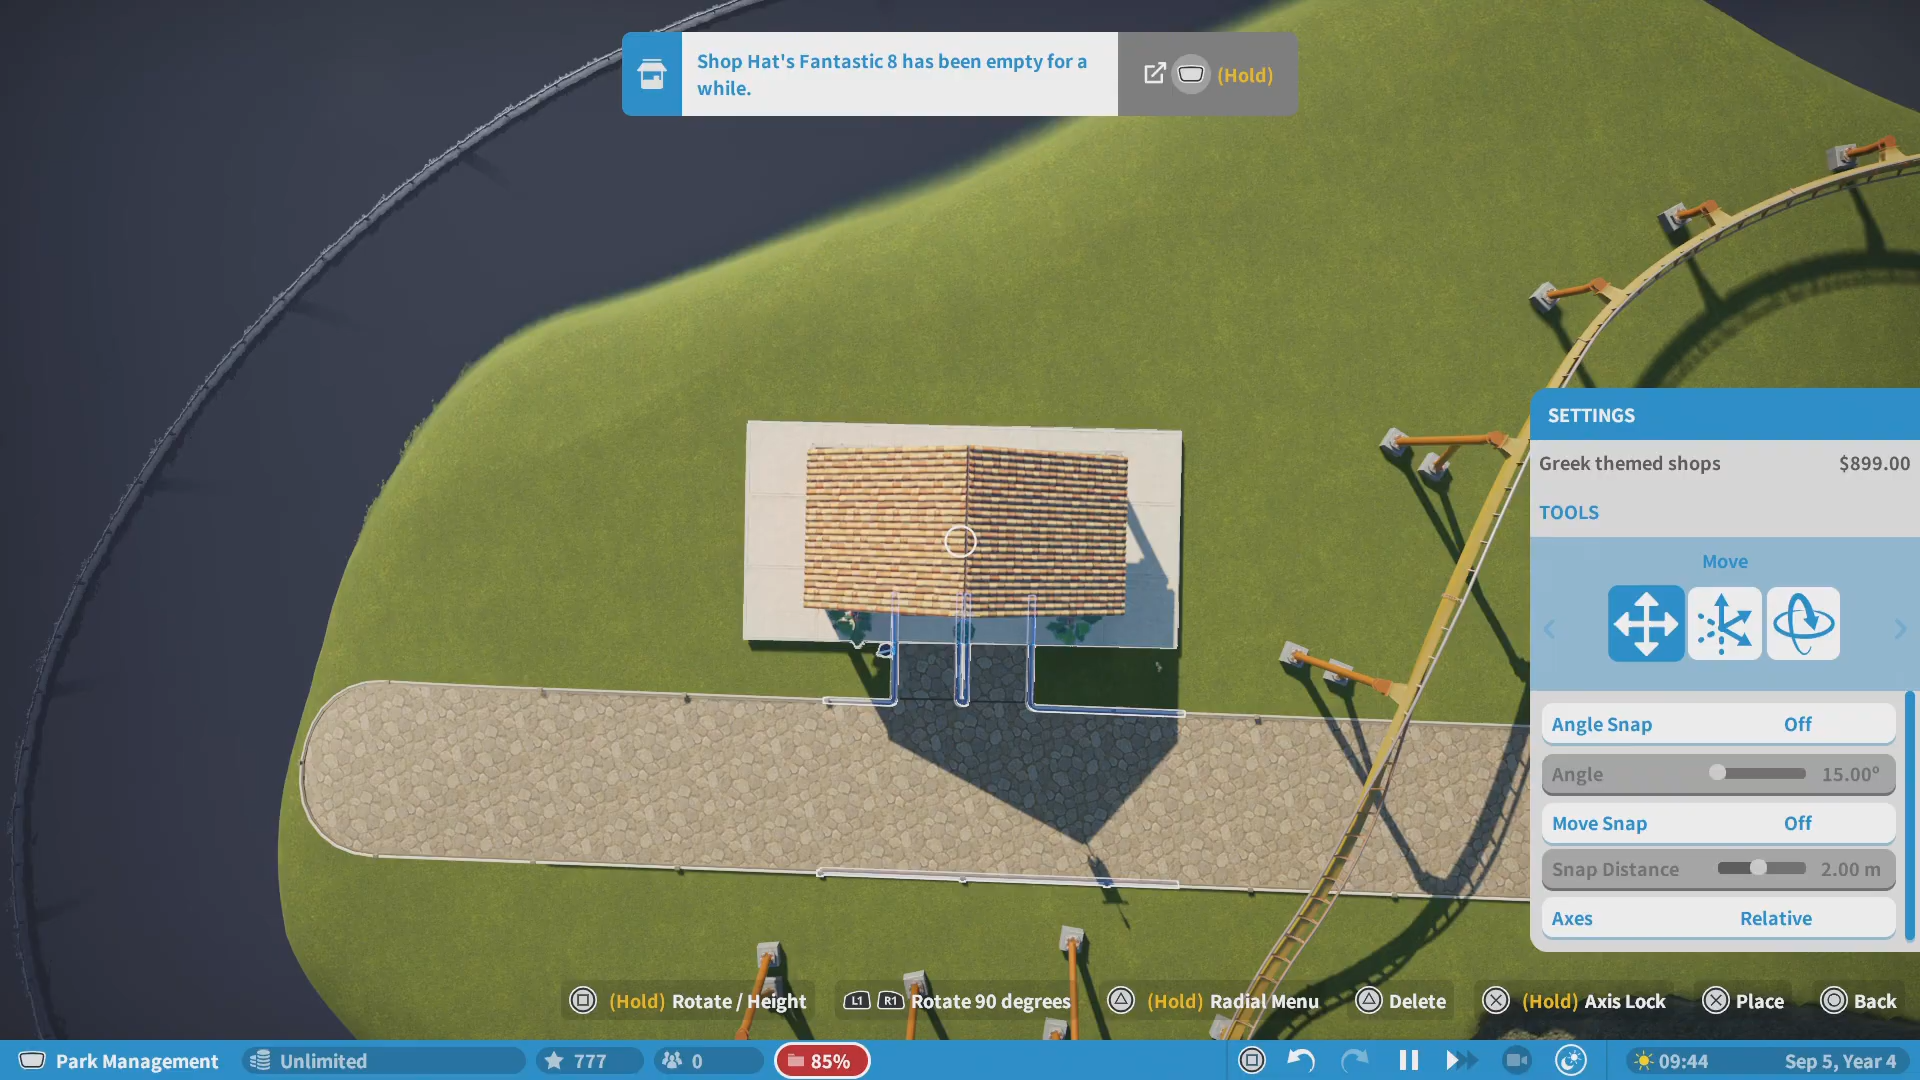 Shop Hat's Fantastic 8 has been empty for a
while.
(Hold)
SETTINGS
Greek themed shops $899.00
TOOLS
Move
Angle Snap Off
Angle 15.00°
Move Snap Off
Snap Distance 2.00 m
Axes Relative
(Hold) Rotate / Height L1 R1 Rotate 90 degrees (Hold) Radial Menu Delete (Hold) Axis Lock Place Back
Park Management Unlimited 777 0 85% 09:44 Sep 5, Year 4